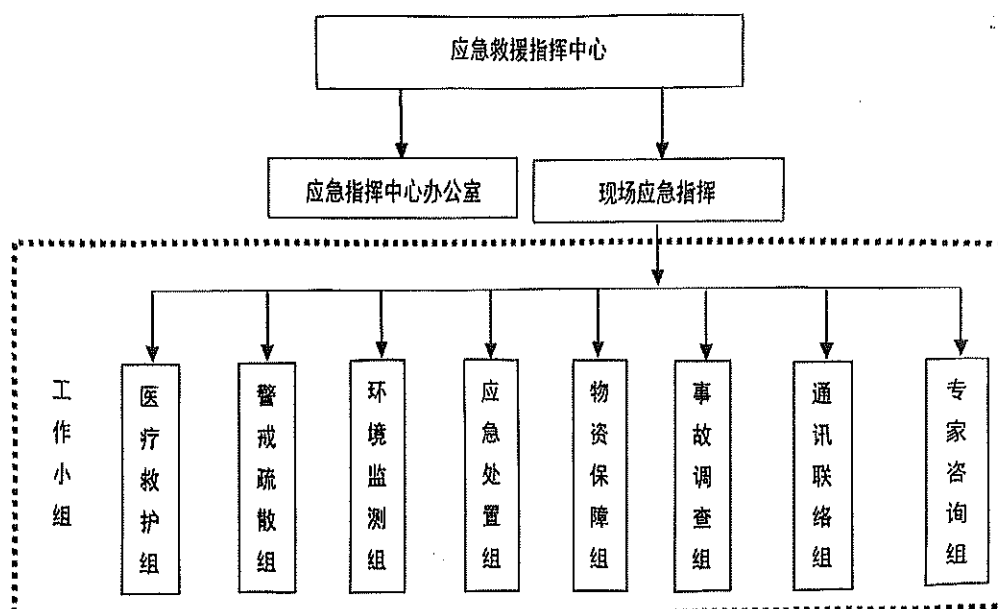 应急救援指挥中心
应急指挥中心办公室
现场应急指挥
工作小组
医疗救护组
警戒疏散组
环境监测组
应急处置组
物资保障组
事故调查组
通讯联络组
专家咨询组